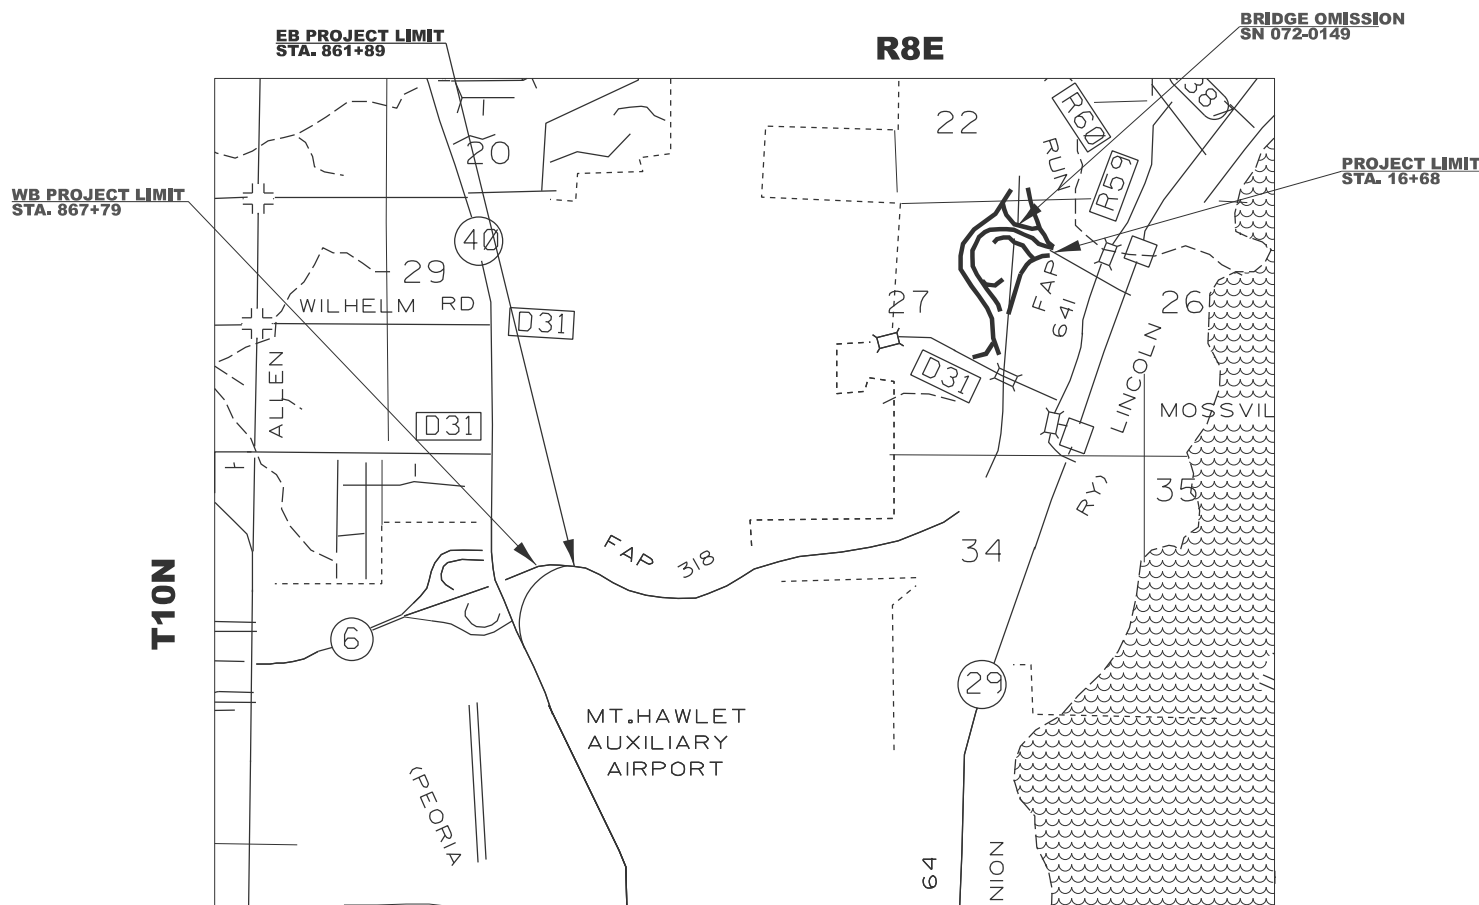 BRIDGE OMISSION
SN 072-0149
EB PROJECT LIMIT
STA. 861+89
R8E
R60
38
22
RUN
20
R59
PROJECT LIMIT
STA. 16+68
WB PROJECT LIMIT
STA. 867+79
40
29
WILHELM RD
D31
27
FAP
641
26
ALLEN
D31
D31
LINCOLN
MOSSVIL
35
RY)
FAP 318
34
T10N
6
29
MT.HAWLET
AUXILIARY
AIRPORT
(PEORIA
64
NION